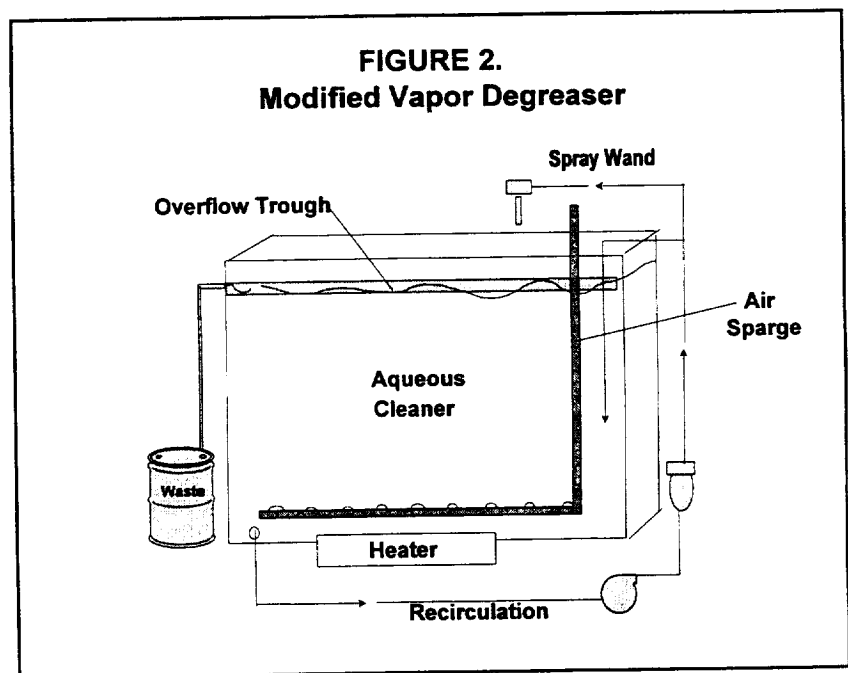 FIGURE 2.
Modified Vapor Degreaser
Spray Wand
Overflow Trough
Air
Sparge
Aqueous
Cleaner
Waste
Heater
Recirculation